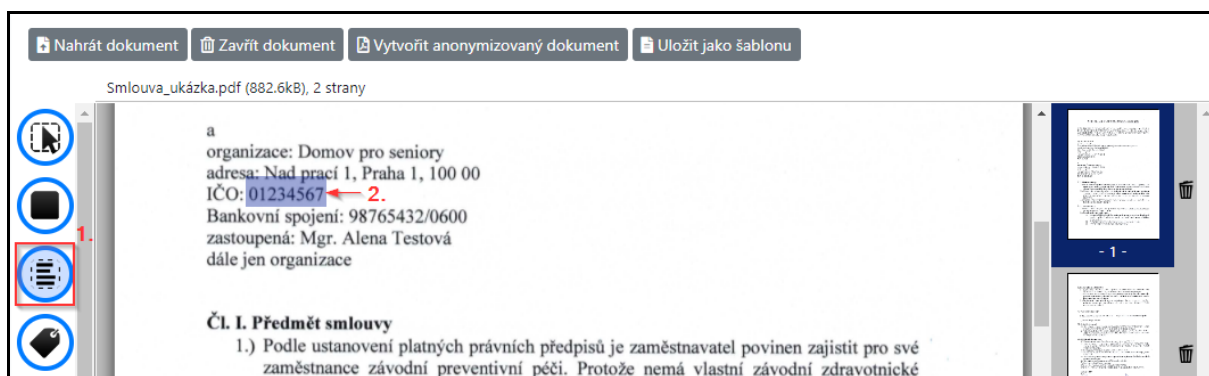 Nahrát dokument Zavřít dokument Vytvořit anonymizovaný dokument Uložit jako šablonu
Smlouva_ukázka.pdf (882.6kB), 2 strany
a
organizace: Domov pro seniory
adresa: Nad prací 1, Praha 1, 100 00
IČO: 01234567 2.
Bankovní spojení: 98765432/0600
1.
zastoupená: Mgr. Alena Testová
dále jen organizace
- 1 -
Čl. I. Předmět smlouvy
1.) Podle ustanovení platných právních předpisů je zaměstnavatel povinen zajistit pro své
zaměstnance závodní preventivní péči. Protože nemá vlastní závodní zdravotnické